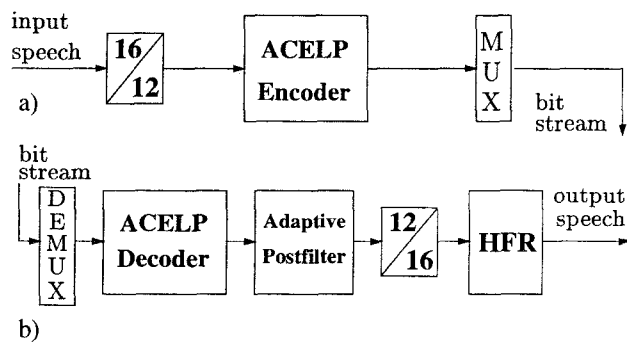 input
speech
16
12
ACELP
Encoder
M
U
X
bit
stream
a)
bit
stream
D
E
M
U
X
ACELP
Decoder
Adaptive
Postfilter
12
16
HFR
output
speech
b)